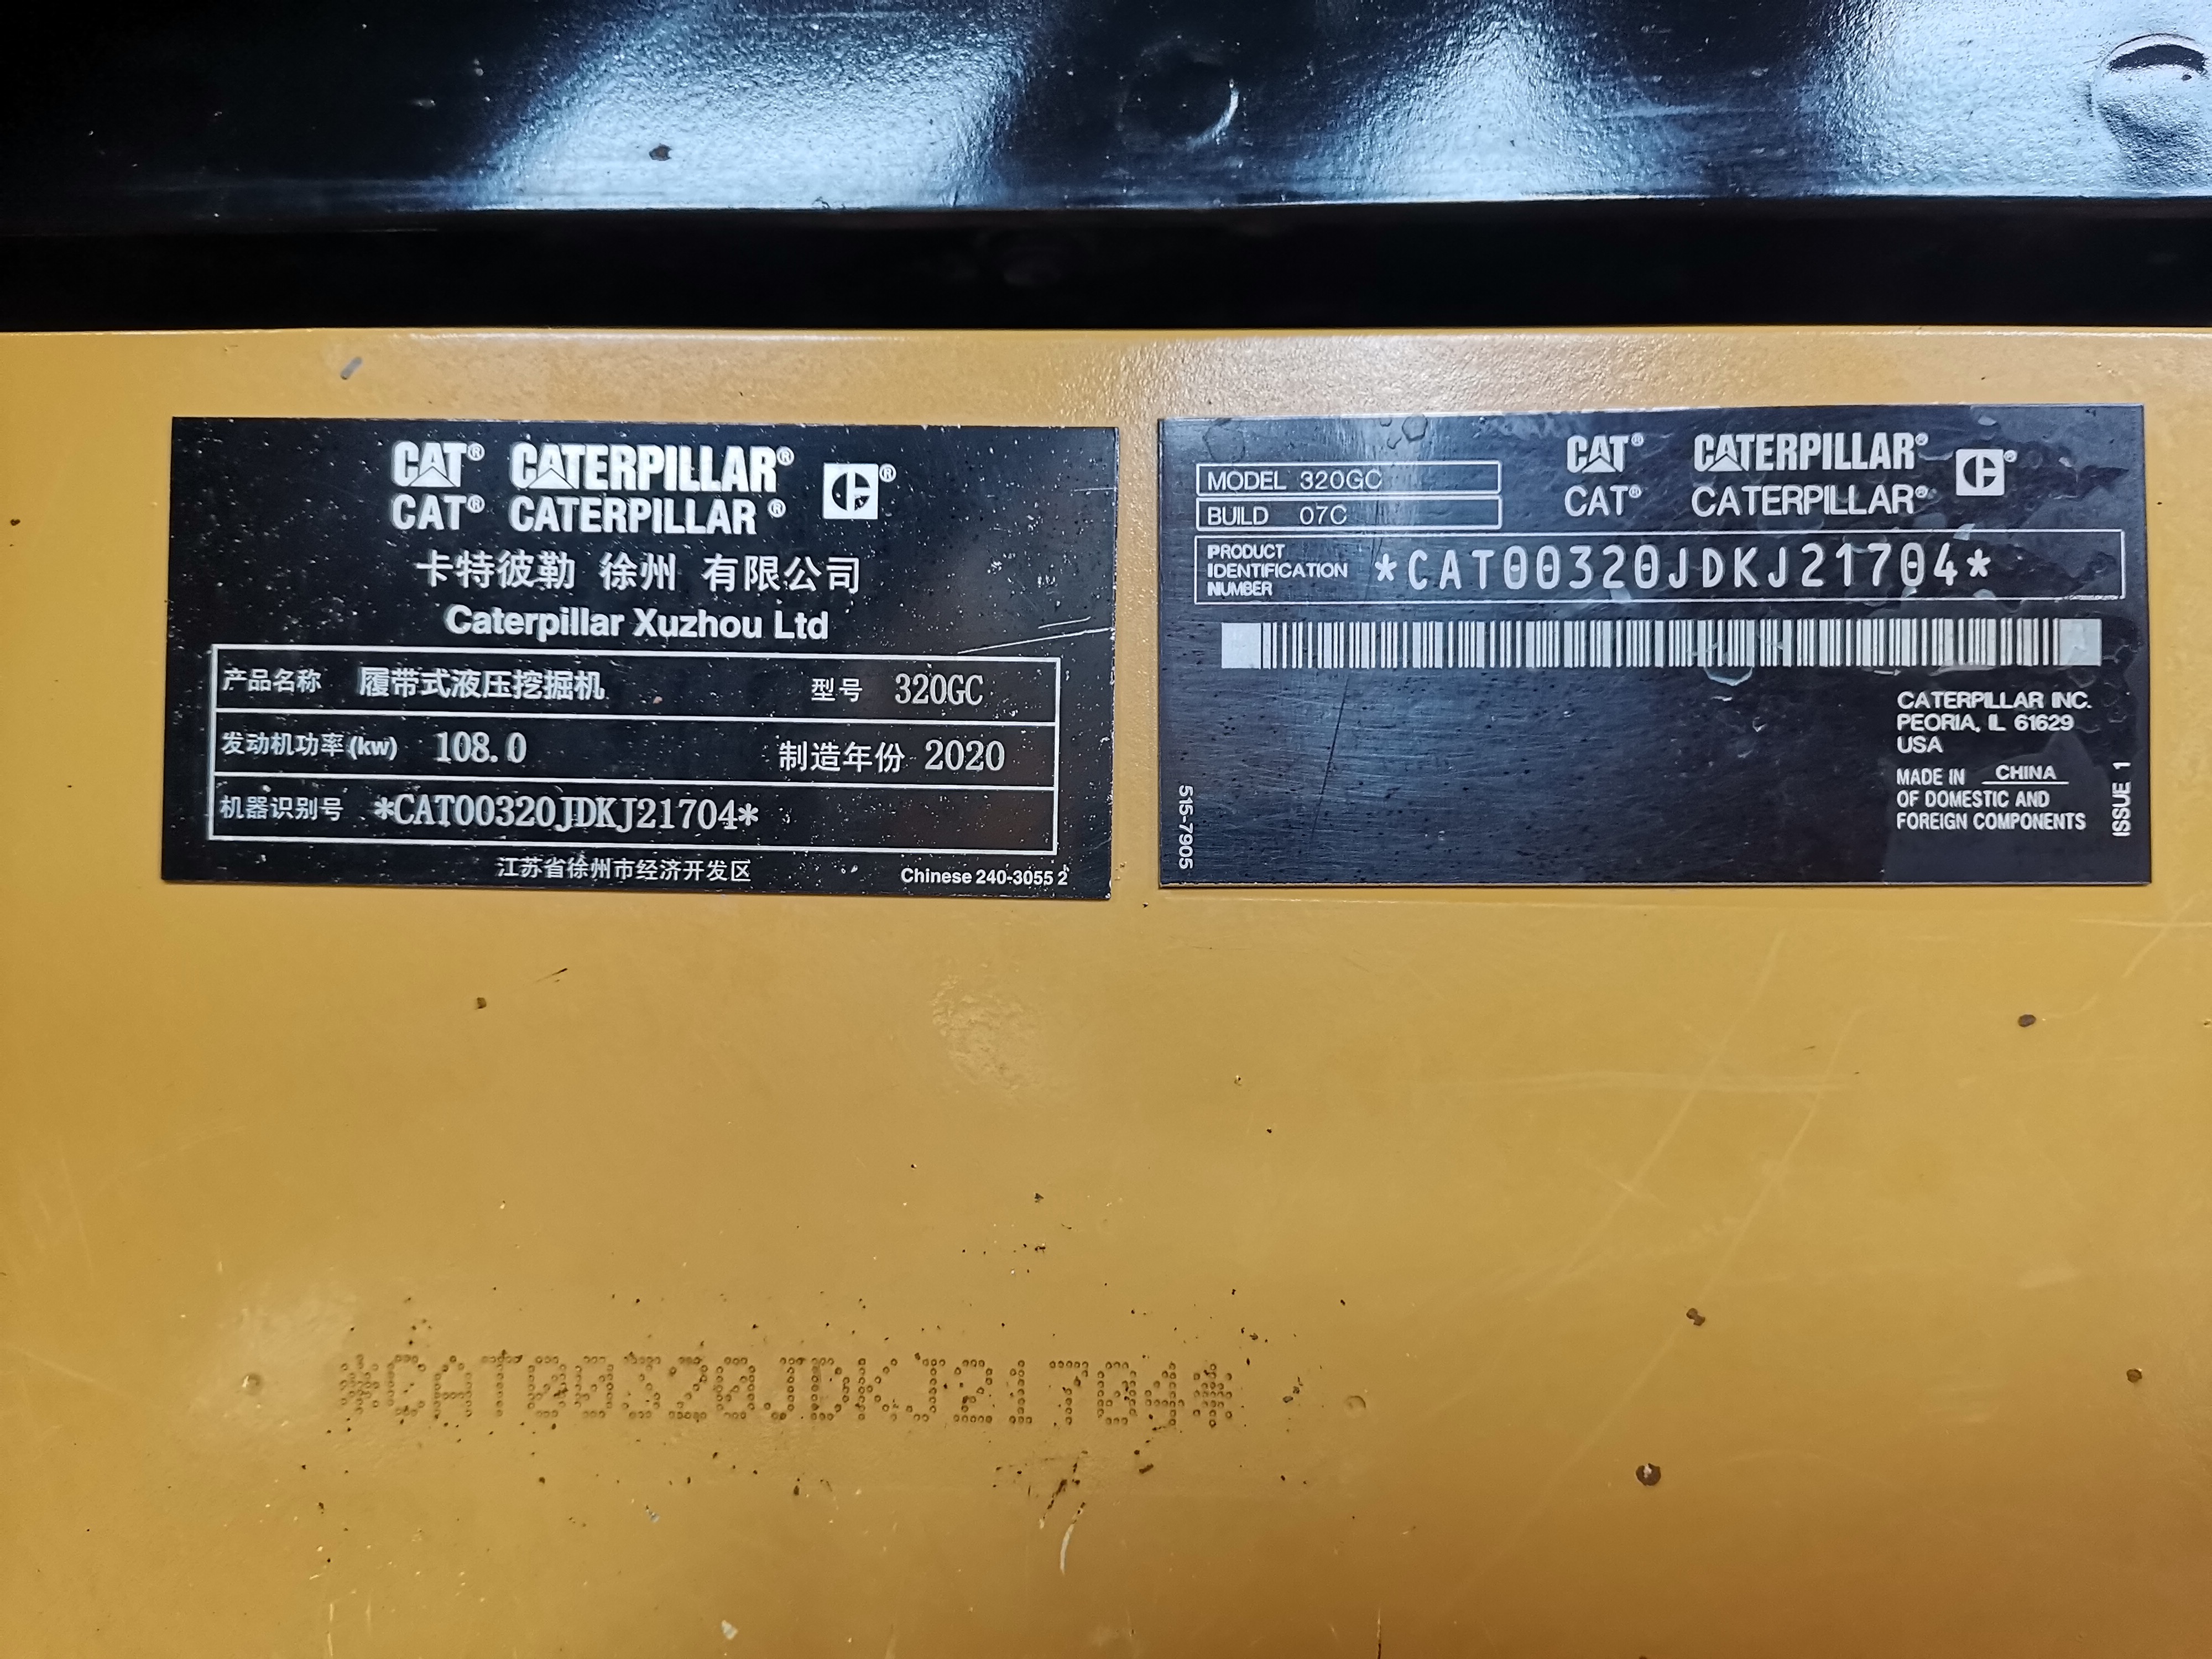 CAT® CATERPILLAR®
CAT® CATERPILLAR®
卡特彼勒 徐州 有限公司
Caterpillar Xuzhou Ltd
产品名称 履带式液压挖掘机 型号 320GC
发动机功率(kw) 108.0 制造年份 2020
机器识别号 *CAT00320JDKJ21704*
江苏省徐州市经济开发区 Chinese 240-3055 2
MODEL 320GC
BUILD 07C
CAT® CATERPILLAR®
CAT® CATERPILLAR®
PRODUCT
IDENTIFICATION
NUMBER
*CAT00320JDKJ21704*
CATERPILLAR INC.
PEORIA, IL 61629
USA
MADE IN CHINA
OF DOMESTIC AND
FOREIGN COMPONENTS
515-7905
ISSUE 1
*CAT00320JDKJ21704*